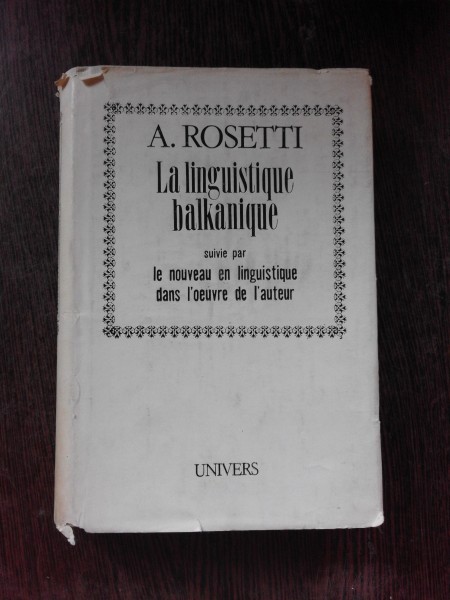 A. ROSETTI
La linguistique
balkanique
suivie par
le nouveau en linguistique
dans l'oeuvre de l'auteur
UNIVERS